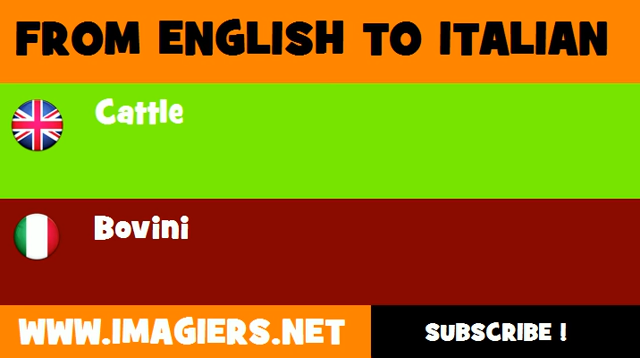 FROM ENGLISH TO ITALIAN
Cattle
Bovini
WWW.IMAGIERS.NET
SUBSCRIBE !